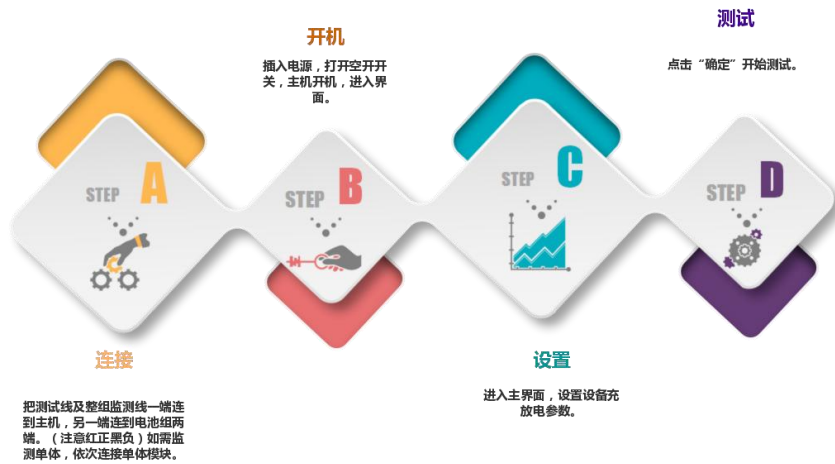 STEP A
连接
把测试线及整组监测线一端连
到主机，另一端连到电池组两
端。（注意红正黑负）如需监
测单体，依次连接单体模块。
开机
插入电源，打开空开开
关，主机开机，进入界
面。
STEP B
STEP C
设置
进入主界面，设置设备充
放电参数。
测试
点击“确定”开始测试。
STEP D